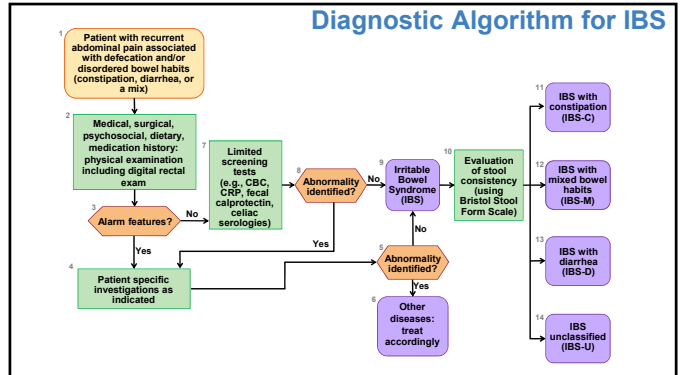 Diagnostic Algorithm for IBS
1
Patient with recurrent
abdominal pain associated
with defecation and/or
disordered bowel habits
(constipation, diarrhea, or
a mix)
2
Medical, surgical,
psychosocial, dietary,
medication history:
physical examination
including digital rectal
exam
3
Alarm features?
No
Yes
4
Patient specific
investigations as
indicated
7
Limited
screening
tests
(e.g., CBC,
CRP, fecal
calprotectin,
celiac
serologies)
8
Abnormality
identified?
No
Yes
9
Irritable
Bowel
Syndrome
(IBS)
No
5
Abnormality
identified?
Yes
6
Other
diseases:
treat
accordingly
10
Evaluation
of stool
consistency
(using
Bristol Stool
Form Scale)
11
IBS with
constipation
(IBS-C)
12
IBS with
mixed bowel
habits
(IBS-M)
13
IBS with
diarrhea
(IBS-D)
14
IBS
unclassified
(IBS-U)